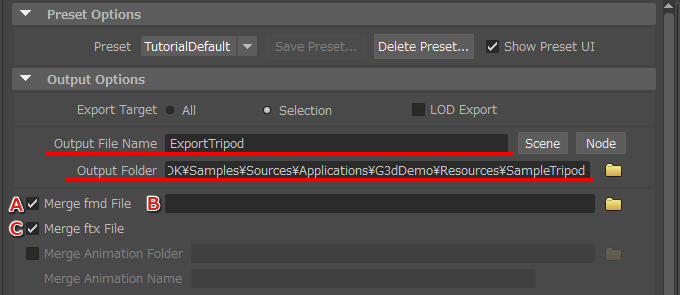 Preset Options
Preset TutorialDefault Save Preset... Delete Preset... Show Preset UI
Output Options
Export Target All Selection LOD Export
Output File Name ExportTripod Scene Node
Output Folder DK¥Samples¥Sources¥Applications¥G3dDemo¥Resources¥SampleTripod
A Merge fmd File B
C Merge ftx File
Merge Animation Folder
Merge Animation Name